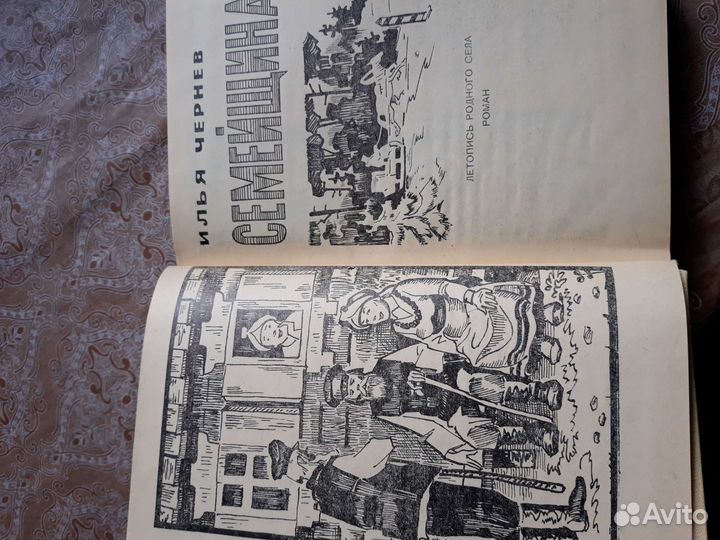 ИЛЬЯ ЧЕРНЕВ
СЕМЕЙЩИНА
ЛЕТОПИСЬ РОДНОГО СЕЛА
РОМАН
Avito